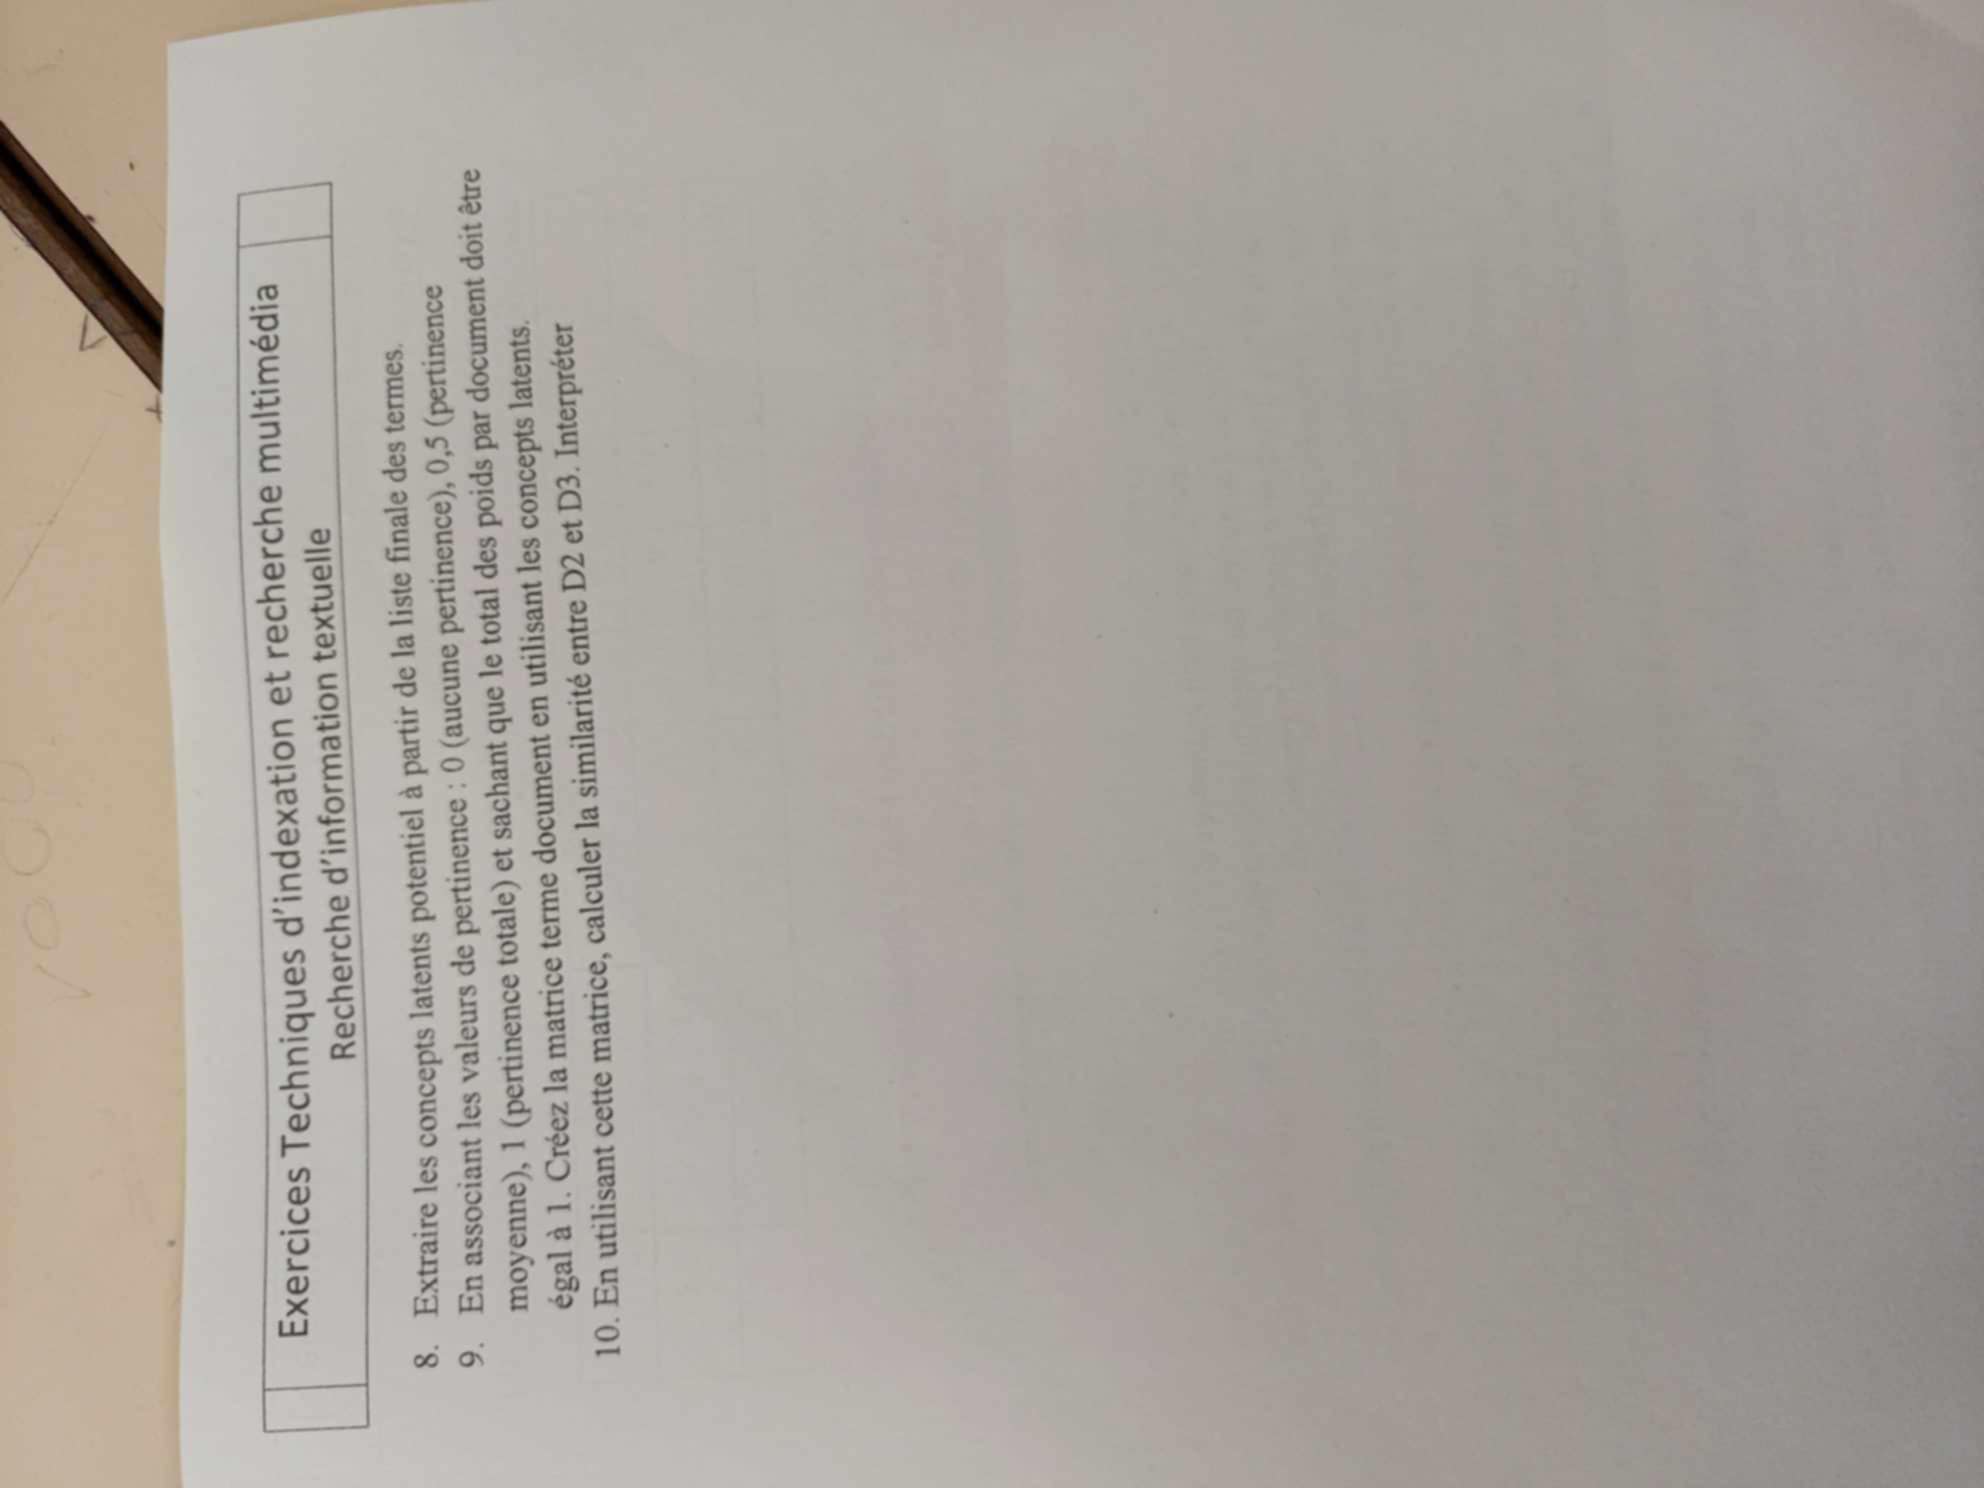 Exercices Techniques d'indexation et recherche multimédia
Recherche d'information textuelle
8. Extraire les concepts latents potentiel à partir de la liste finale des termes.
9. En associant les valeurs de pertinence : 0 (aucune pertinence), 0,5 (pertinence
moyenne), 1 (pertinence totale) et sachant que le total des poids par document doit être
égal à 1. Créez la matrice terme document en utilisant les concepts latents.
10. En utilisant cette matrice, calculer la similarité entre D2 et D3. Interpréter